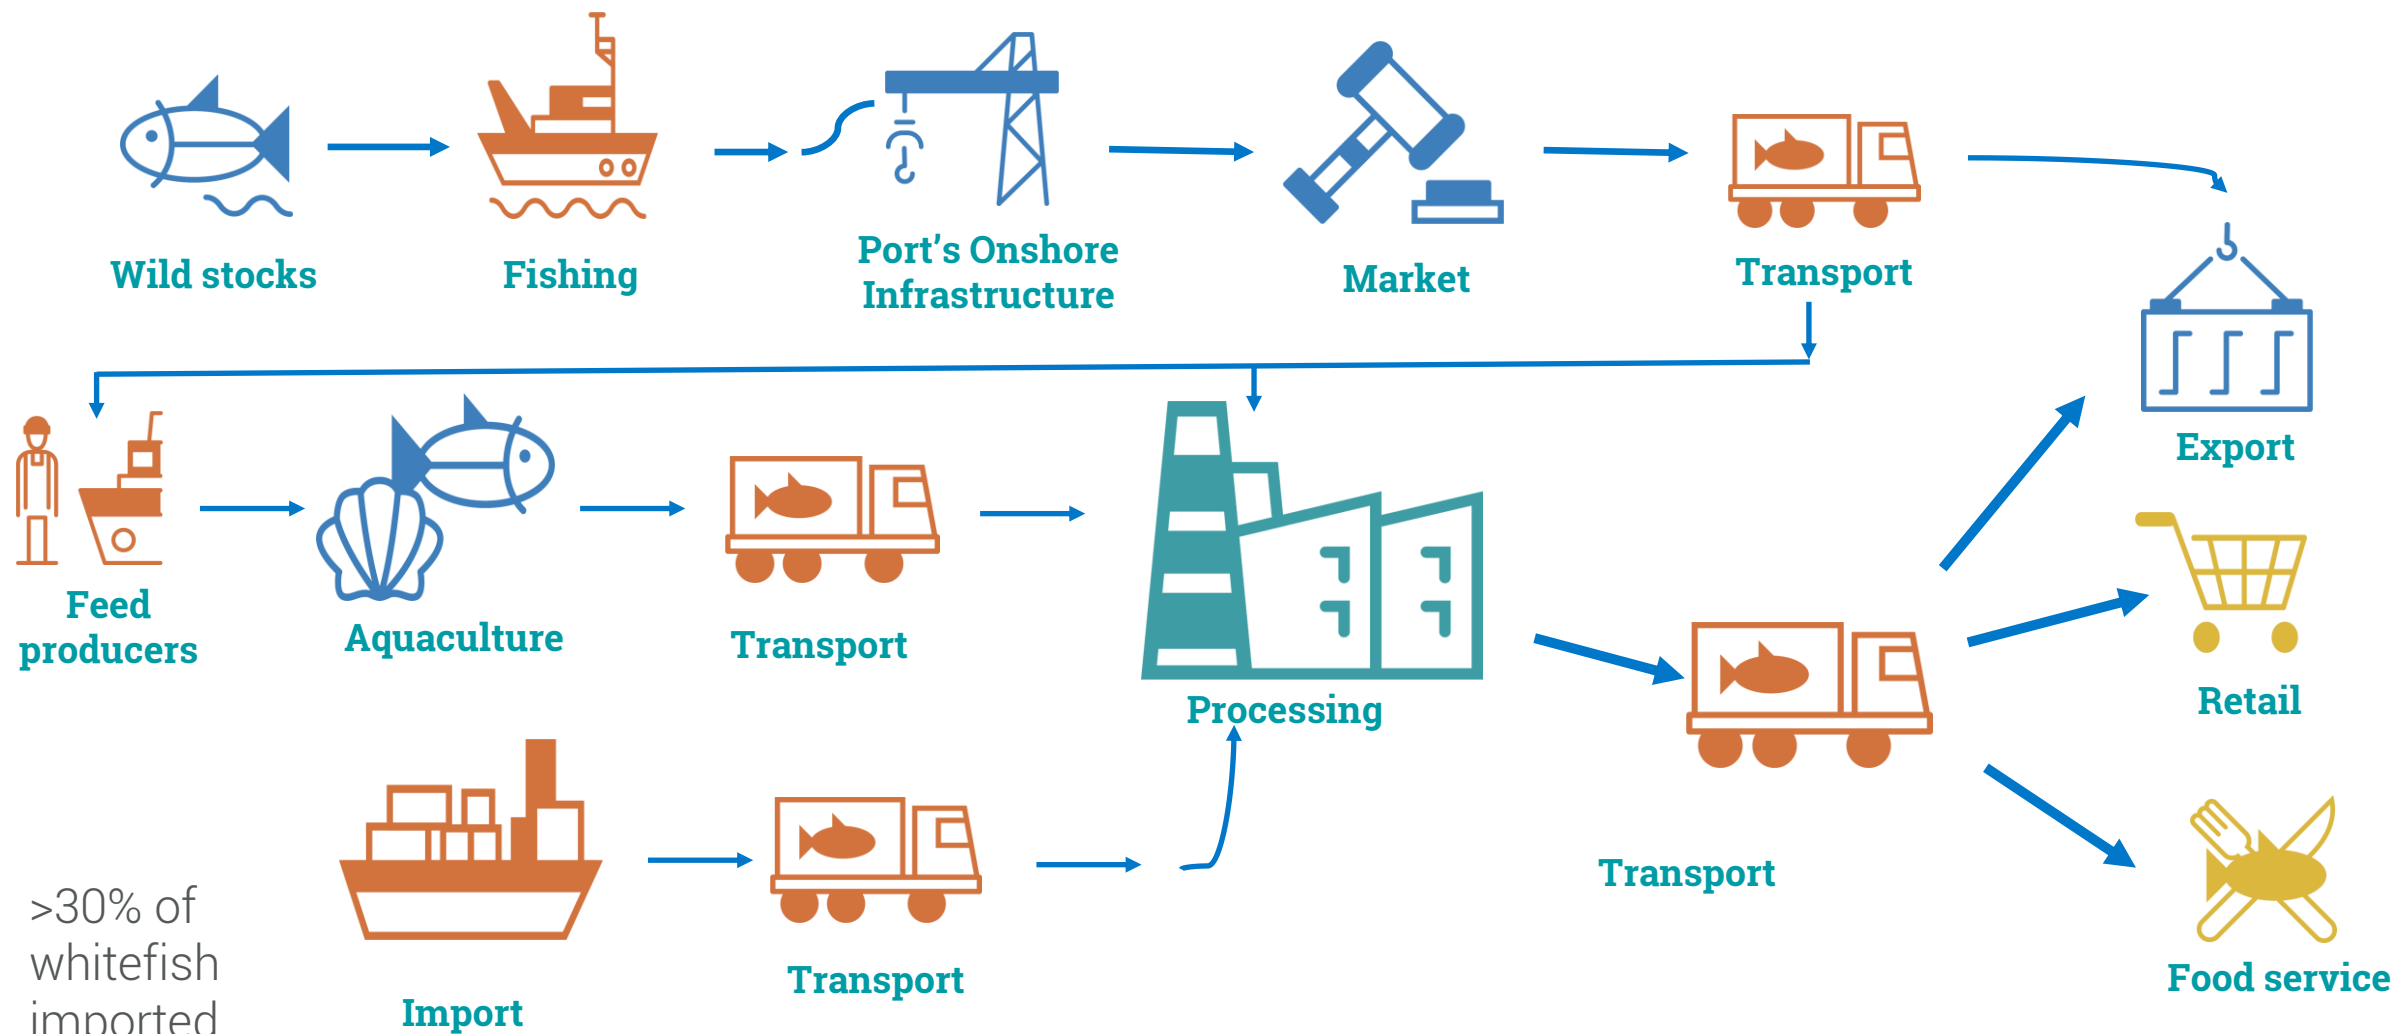 Wild stocks
Fishing
Port’s Onshore
Infrastructure
Market
Transport
Export
Feed
producers
Aquaculture
Transport
Processing
Retail
Transport
Food service
Import
Transport
>30% of
whitefish
imported